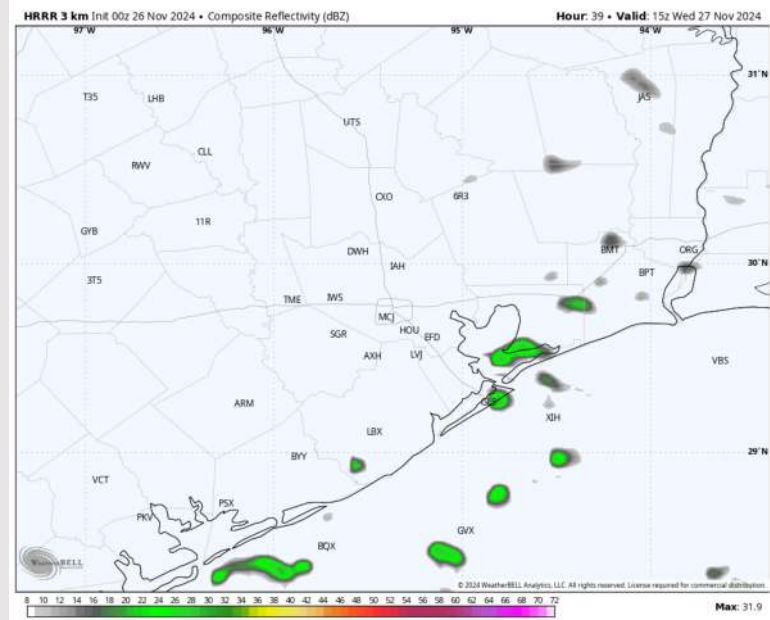 HRRR 3 km Init 00z 26 Nov 2024 • Composite Reflectivity (dBZ) Hour: 39 • Valid: 15z Wed 27 Nov 2024
97°W 96°W 95°W 94°W
31°N
T35 LHB JAS
UTS
CLL
RWV
CXO 6R3
11R
GYB
DWH BMT ORG
30°N
IAH
BPT
3T5
TME IWS
MCJ
SGR HOU EFD
AXH LVJ VBS
ARM XIH
LBX
BYY 29°N
VCT
PSX
PKV
GVX
BQX
WEATHERBELL
© 2024 WeatherBELL Analytics, LLC. All rights reserved. License required for commercial distribution.
8 10 12 14 16 18 20 22 24 26 28 30 32 34 36 38 40 42 44 46 48 50 52 54 56 58 60 62 64 66 68 70 72
Max: 31.9